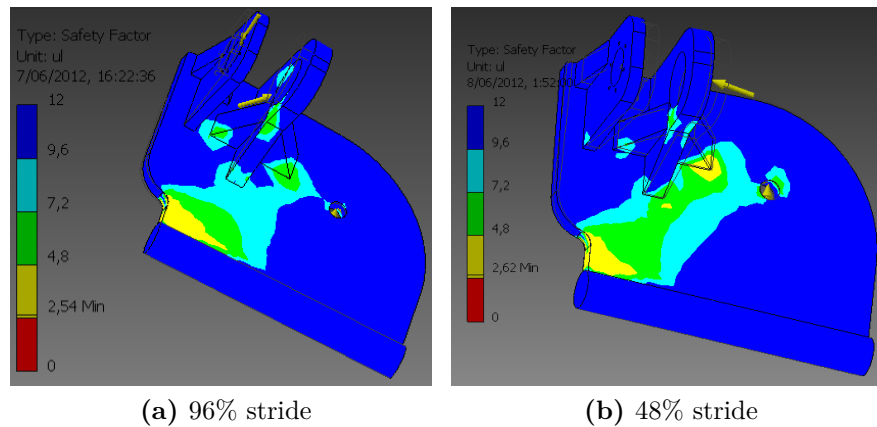 Type: Safety Factor
Unit: ul
7/06/2012, 16:22:36
12
9,6
7,2
4,8
2,54 Min
0
(a) 96% stride
Type: Safety Factor
Unit: ul
8/06/2012, 1:52:
12
9,6
7,2
4,8
2,62 Min
0
(b) 48% stride